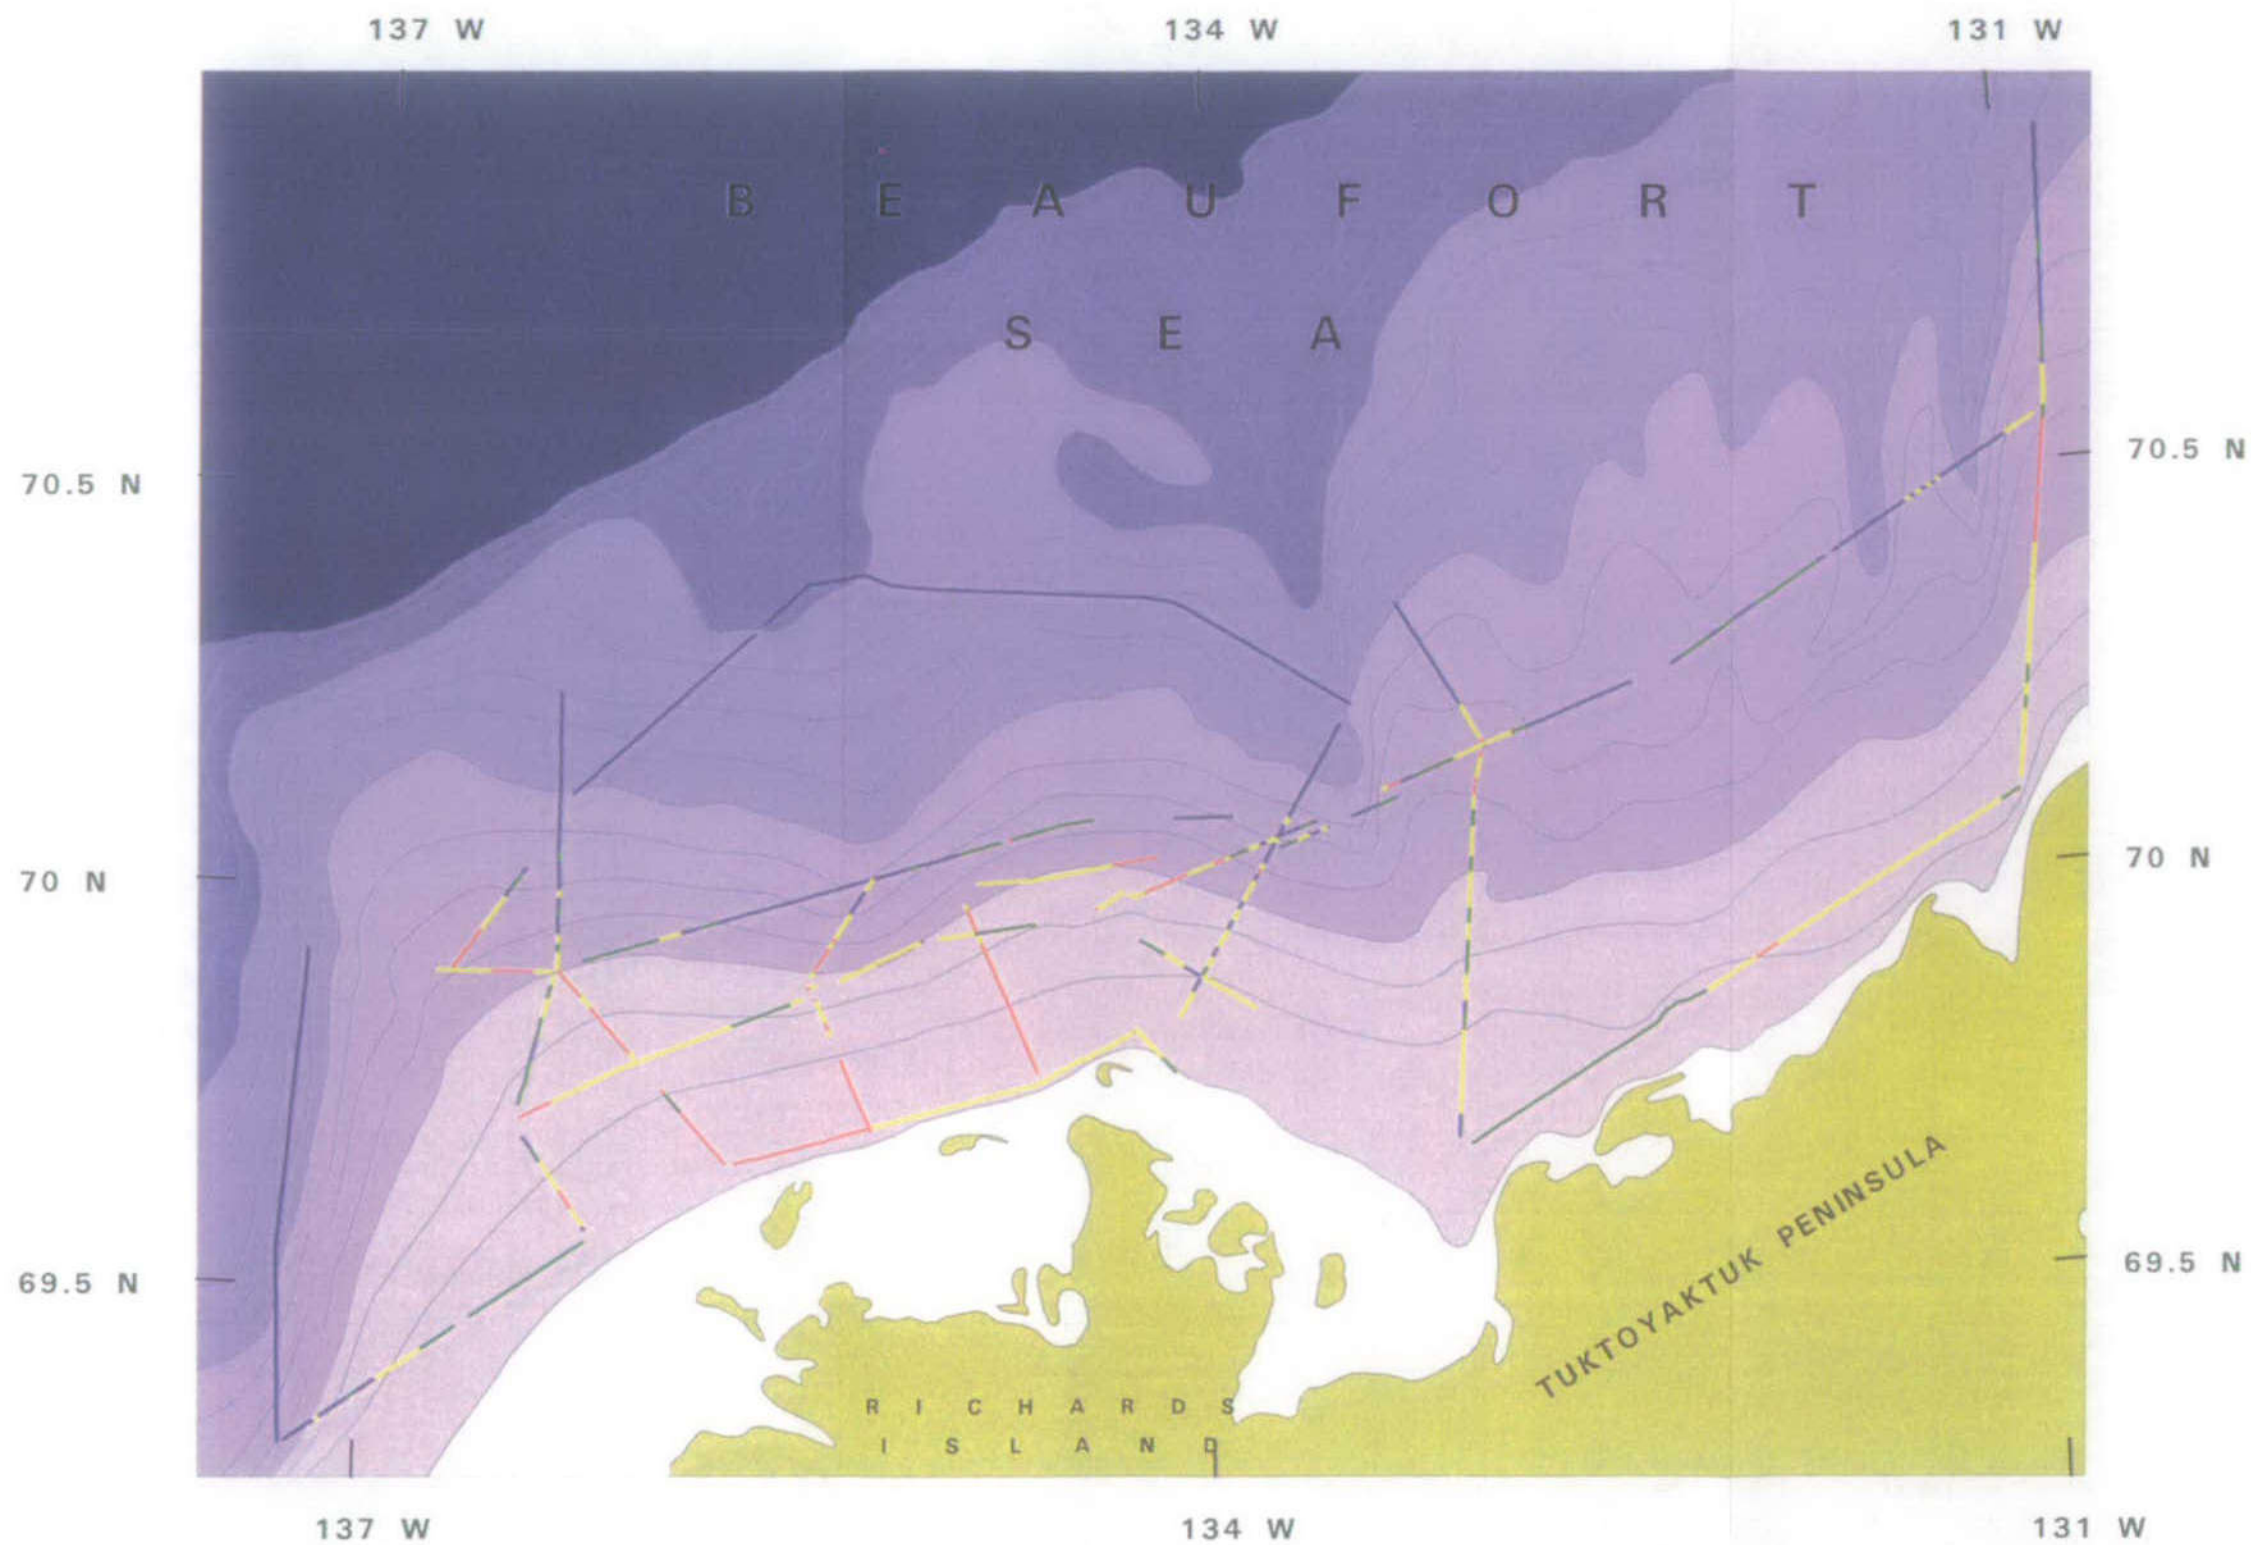 137 W 134 W 131 W
B E A U F O R T
S E A
70.5 N 70.5 N
70 N 70 N
69.5 N 69.5 N
TUKTOYAKTUK PENINSULA
R I C H A R D S
I S L A N D
137 W 134 W 131 W